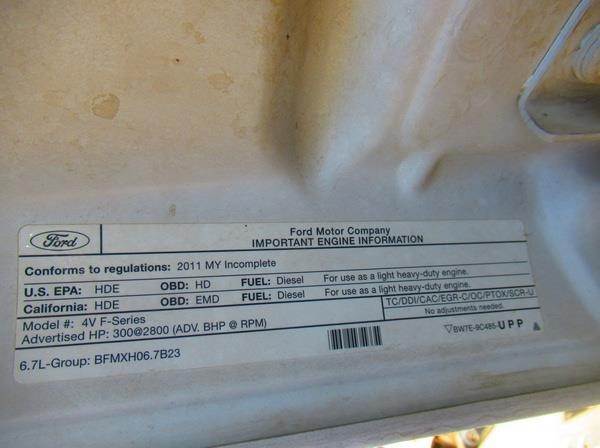 Ford
Ford Motor Company
IMPORTANT ENGINE INFORMATION
Conforms to regulations: 2011 MY Incomplete
U.S. EPA: HDE OBD: HD FUEL: Diesel For use as a light heavy-duty engine.
California: HDE OBD: EMD FUEL: Diesel For use as a light heavy-duty engine.
Model #: 4V F-Series TC/DDI/CAC/EGR-C/OC/PTOX/SCR-U
Advertised HP: 300@2800 (ADV. BHP @ RPM) No adjustments needed.
6.7L-Group: BFMXH06.7B23 BW7E-9C485-UPP